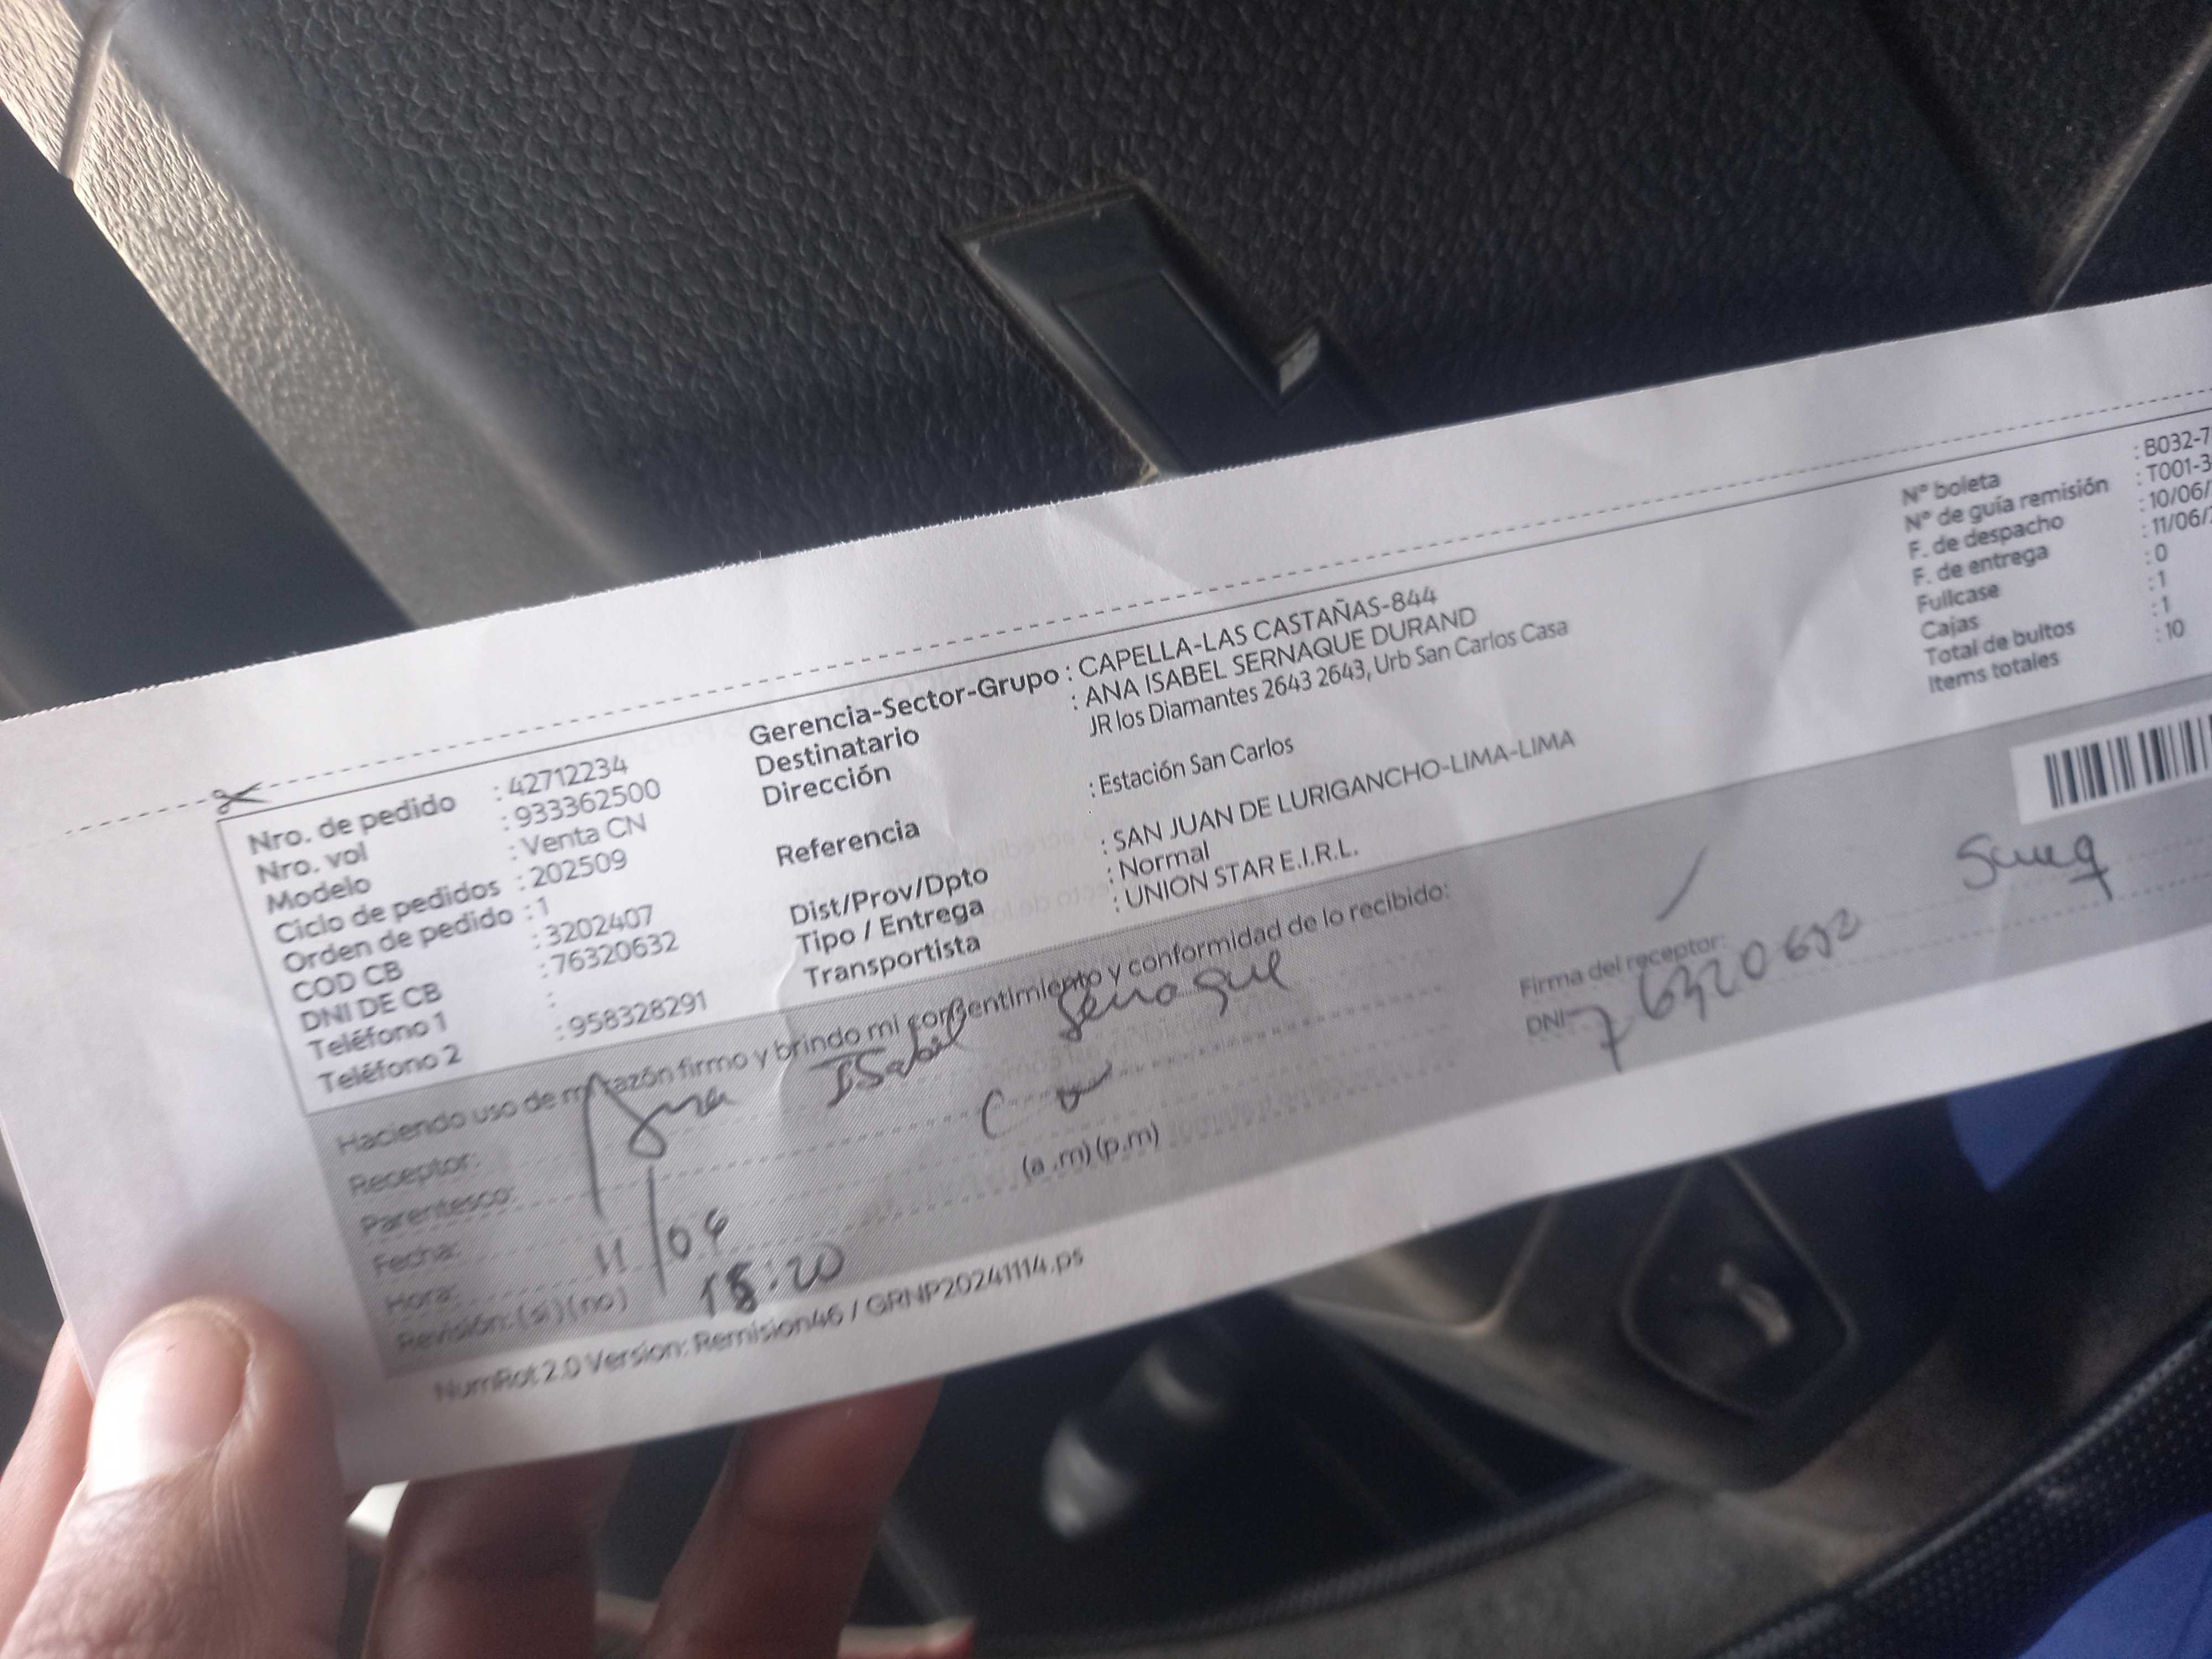 Nro. de pedido : 42712234
Nro. vol : 933362500
Modelo : Venta CN
Ciclo de pedidos : 202509
Orden de pedido : 1
COD CB : 3202407
DNI DE CB : 76320632
Teléfono 1 :
Teléfono 2 : 958328291
Gerencia-Sector-Grupo : CAPELLA-LAS CASTAÑAS-844
Destinatario : ANA ISABEL SERNAQUE DURAND
Dirección JR los Diamantes 2643 2643, Urb San Carlos Casa
Referencia : Estación San Carlos
Dist/Prov/Dpto : SAN JUAN DE LURIGANCHO-LIMA-LIMA
Tipo / Entrega : Normal
Transportista : UNION STAR E.I.R.L.
N° boleta : B032-7
N° de guía remisión : T001-3
F. de despacho : 10/06/
F. de entrega : 11/06/
Fullcase : 0
Cajas : 1
Total de bultos : 1
Items totales : 10
Haciendo uso de mi razón firmo y brindo mi consentimiento y conformidad de lo recibido:
Receptor: Ana Isabel
Parentesco:
Fecha: 11/06
Hora: 18:20 (a.m) (p.m)
Revisión: (si) (no)
Firma del receptor:
DNI: 76320632
NumRot 2.0 Version: Remision46 / GRNP20241114.ps